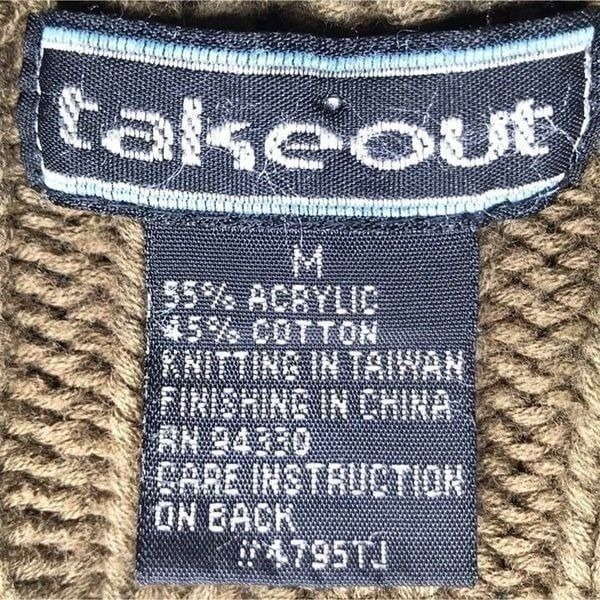 takeout
M
55% ACRYLIC
45% COTTON
KNITTING IN TAIWAN
FINISHING IN CHINA
RN 94330
CARE INSTRUCTION
ON BACK
#4795TJ